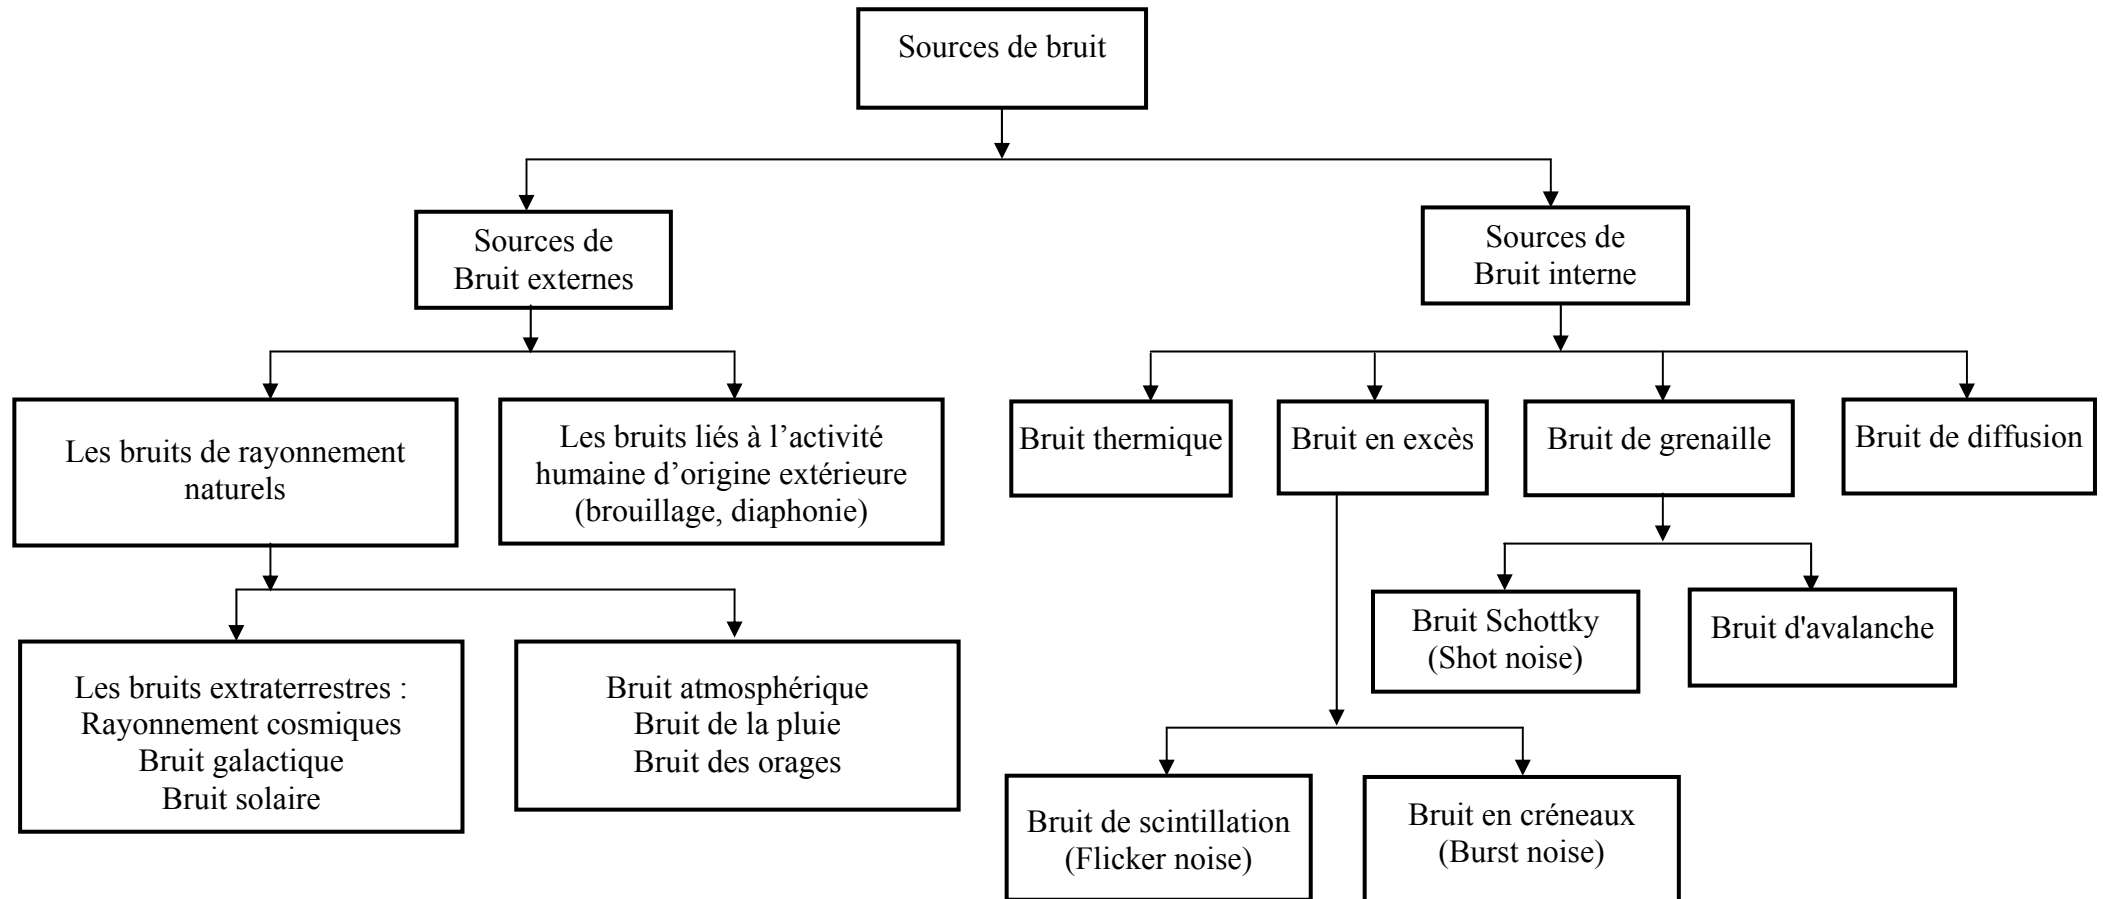 Sources de bruit
Sources de
Bruit externes
Sources de
Bruit interne
Les bruits de rayonnement
naturels
Les bruits liés à l’activité
humaine d’origine extérieure
(brouillage, diaphonie)
Bruit thermique
Bruit en excès
Bruit de grenaille
Bruit de diffusion
Les bruits extraterrestres :
Rayonnement cosmiques
Bruit galactique
Bruit solaire
Bruit atmosphérique
Bruit de la pluie
Bruit des orages
Bruit Schottky
(Shot noise)
Bruit d'avalanche
Bruit de scintillation
(Flicker noise)
Bruit en créneaux
(Burst noise)